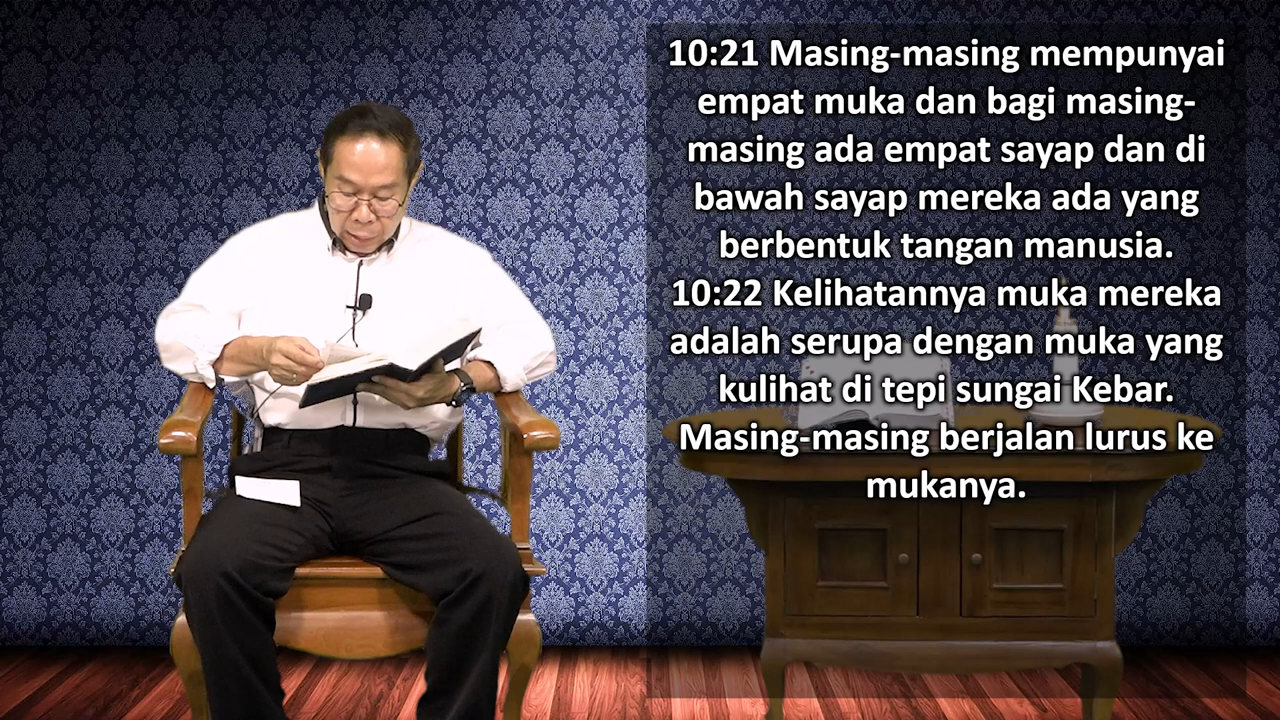 10:21 Masing-masing mempunyai
empat muka dan bagi masing-
masing ada empat sayap dan di
bawah sayap mereka ada yang
berbentuk tangan manusia.
10:22 Kelihatannya muka mereka
adalah serupa dengan muka yang
kulihat di tepi sungai Kebar.
Masing-masing berjalan lurus ke
mukanya.